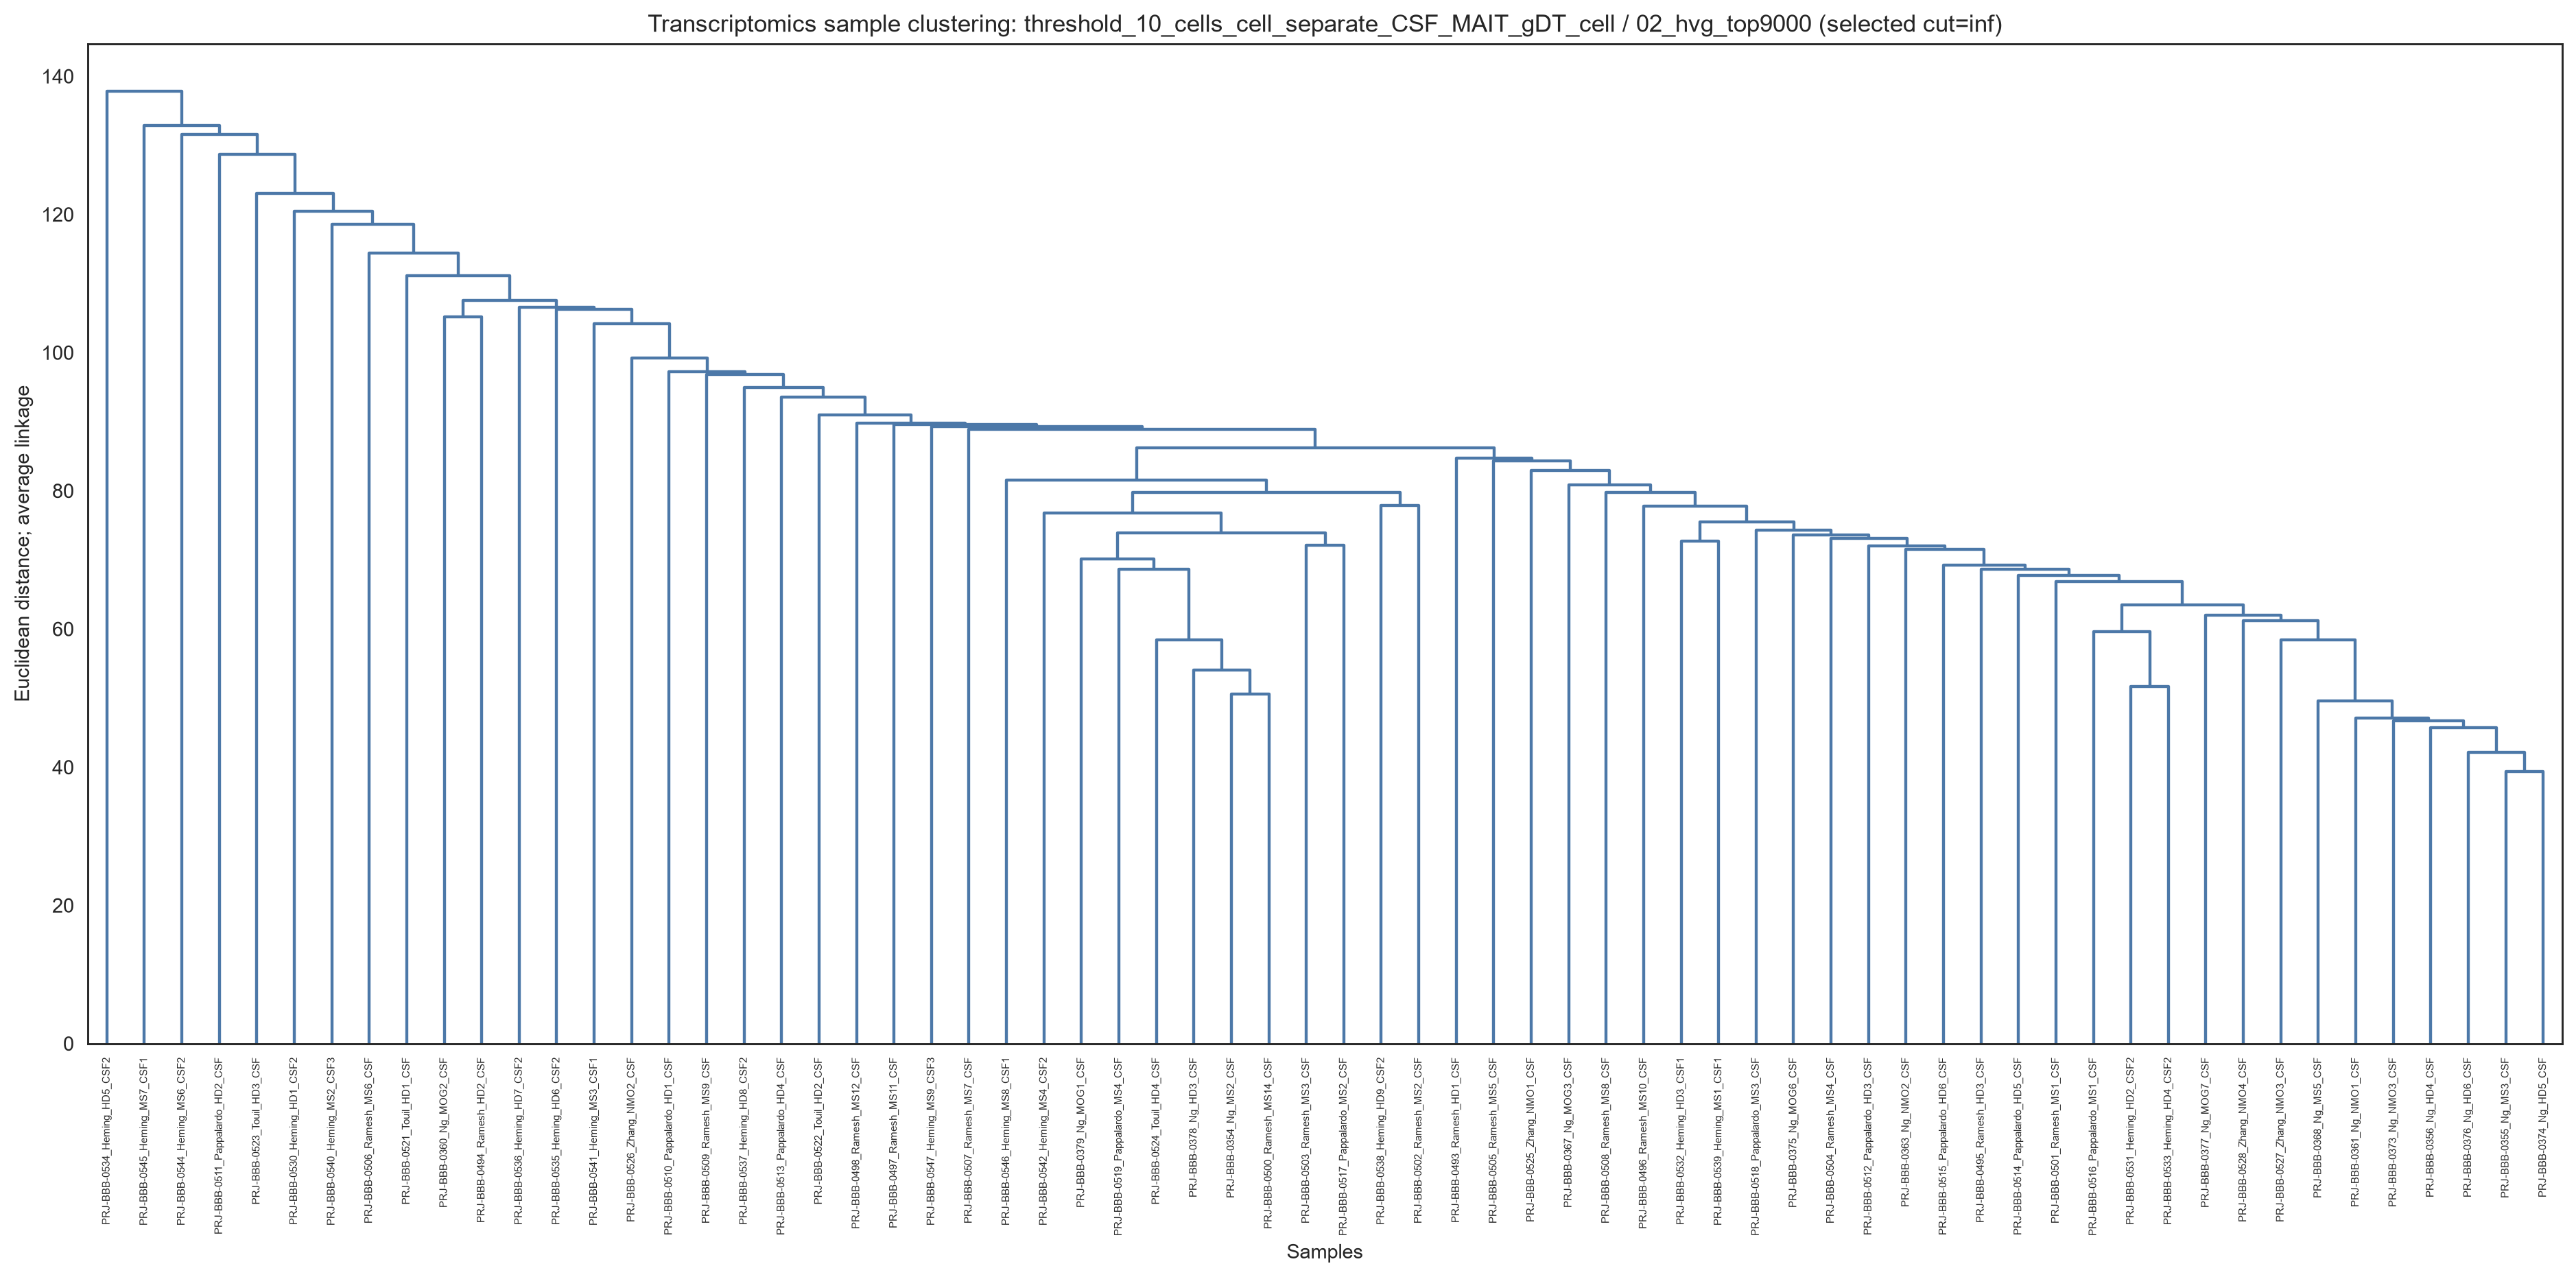 Transcriptomics sample clustering: threshold_10_cells_cell_separate_CSF_MAIT_gDT_cell / 02_hvg_top9000 (selected cut=inf)
Euclidean distance; average linkage
140
120
100
80
60
40
20
0
PRJ-BBB-0534_Heming_HD5_CSF2
PRJ-BBB-0545_Heming_MS7_CSF1
PRJ-BBB-0544_Heming_MS6_CSF2
PRJ-BBB-0511_Pappalardo_HD2_CSF
PRJ-BBB-0523_Touil_HD3_CSF
PRJ-BBB-0530_Heming_HD1_CSF2
PRJ-BBB-0540_Heming_MS2_CSF3
PRJ-BBB-0506_Ramesh_MS6_CSF
PRJ-BBB-0521_Touil_HD1_CSF
PRJ-BBB-0360_Ng_MOG2_CSF
PRJ-BBB-0494_Ramesh_HD2_CSF
PRJ-BBB-0536_Heming_HD7_CSF2
PRJ-BBB-0535_Heming_HD6_CSF2
PRJ-BBB-0541_Heming_MS3_CSF1
PRJ-BBB-0526_Zhang_NMO2_CSF
PRJ-BBB-0510_Pappalardo_HD1_CSF
PRJ-BBB-0509_Ramesh_MS9_CSF
PRJ-BBB-0537_Heming_HD8_CSF2
PRJ-BBB-0513_Pappalardo_HD4_CSF
PRJ-BBB-0522_Touil_HD2_CSF
PRJ-BBB-0498_Ramesh_MS12_CSF
PRJ-BBB-0497_Ramesh_MS11_CSF
PRJ-BBB-0547_Heming_MS9_CSF3
PRJ-BBB-0507_Ramesh_MS7_CSF
PRJ-BBB-0546_Heming_MS8_CSF1
PRJ-BBB-0542_Heming_MS4_CSF2
PRJ-BBB-0379_Ng_MOG1_CSF
PRJ-BBB-0519_Pappalardo_MS4_CSF
PRJ-BBB-0524_Touil_HD4_CSF
PRJ-BBB-0378_Ng_HD3_CSF
PRJ-BBB-0354_Ng_MS2_CSF
PRJ-BBB-0500_Ramesh_MS14_CSF
PRJ-BBB-0503_Ramesh_MS3_CSF
PRJ-BBB-0517_Pappalardo_MS2_CSF
PRJ-BBB-0538_Heming_HD9_CSF2
PRJ-BBB-0502_Ramesh_MS2_CSF
PRJ-BBB-0493_Ramesh_HD1_CSF
PRJ-BBB-0505_Ramesh_MS5_CSF
PRJ-BBB-0525_Zhang_NMO1_CSF
PRJ-BBB-0367_Ng_MOG3_CSF
PRJ-BBB-0508_Ramesh_MS8_CSF
PRJ-BBB-0496_Ramesh_MS10_CSF
PRJ-BBB-0532_Heming_HD3_CSF1
PRJ-BBB-0539_Heming_MS1_CSF1
PRJ-BBB-0518_Pappalardo_MS3_CSF
PRJ-BBB-0375_Ng_MOG6_CSF
PRJ-BBB-0504_Ramesh_MS4_CSF
PRJ-BBB-0512_Pappalardo_HD3_CSF
PRJ-BBB-0363_Ng_NMO2_CSF
PRJ-BBB-0515_Pappalardo_HD6_CSF
PRJ-BBB-0495_Ramesh_HD3_CSF
PRJ-BBB-0514_Pappalardo_HD5_CSF
PRJ-BBB-0501_Ramesh_MS1_CSF
PRJ-BBB-0516_Pappalardo_MS1_CSF
PRJ-BBB-0531_Heming_HD2_CSF2
PRJ-BBB-0533_Heming_HD4_CSF2
PRJ-BBB-0377_Ng_MOG7_CSF
PRJ-BBB-0528_Zhang_NMO4_CSF
PRJ-BBB-0527_Zhang_NMO3_CSF
PRJ-BBB-0368_Ng_MS5_CSF
PRJ-BBB-0361_Ng_NMO1_CSF
PRJ-BBB-0373_Ng_NMO3_CSF
PRJ-BBB-0356_Ng_HD4_CSF
PRJ-BBB-0376_Ng_HD6_CSF
PRJ-BBB-0355_Ng_MS3_CSF
PRJ-BBB-0374_Ng_HD5_CSF
Samples